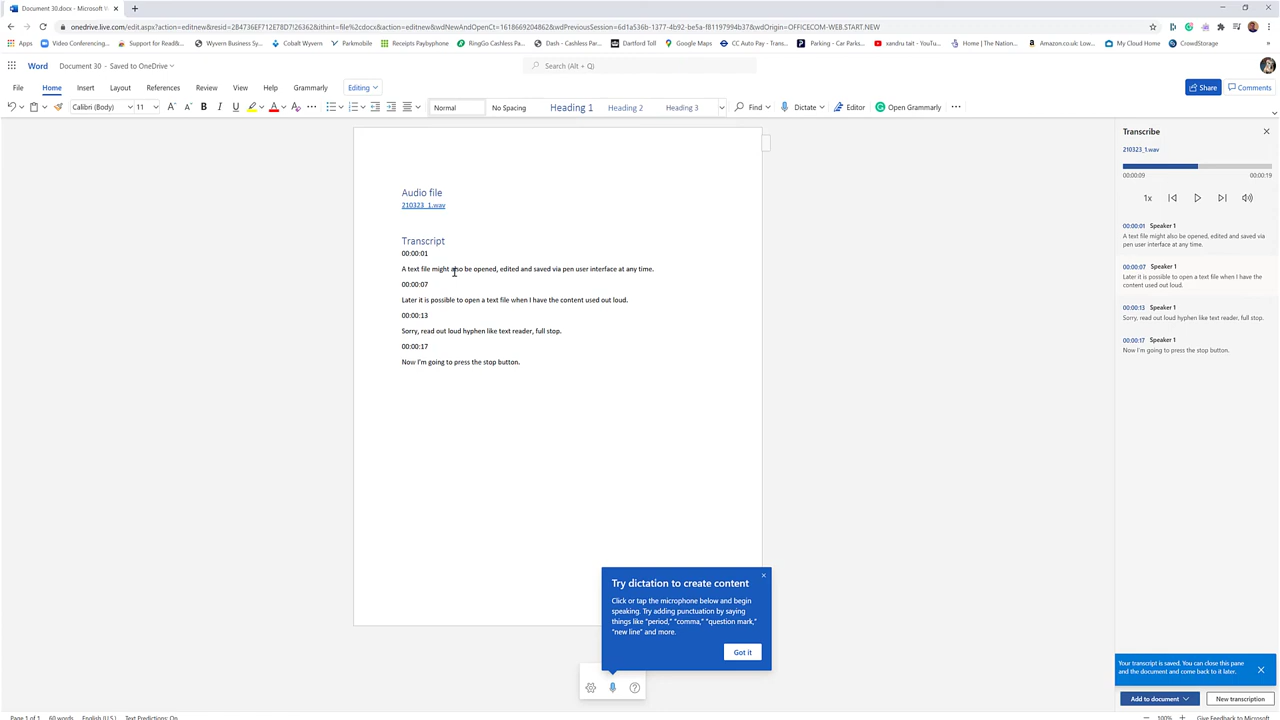 Document 30.docx - Microsoft W
onedrive.live.com/edit.aspx?action=editnew&resid=284736EF712E78D7!26362&ithint=file%2cdocx&action=editnew&wdNewAndOpenCt=1618669204862&wdPreviousSession=6d1a536b-1377-4b92-be5a-f81197994b37&wdOrigin=OFFICECOM-WEB.START.NEW
Apps Video Conferencing... Support for Read&... Wyvern Business Sy... Cobalt Wyvern Parkmobile Receipts Paybyphone RingGo Cashless Pa... Dash - Cashless Par... Dartford Toll Google Maps CC Auto Pay - Trans... Parking - Car Parks... xandru tait - YouTu... Home | The Nation... Amazon.co.uk: Low... My Cloud Home CrowdStorage
Word Document 30 - Saved to OneDrive Search (Alt + Q)
File Home Insert Layout References Review View Help Grammarly Editing Share Comments
Calibri (Body) 11 B I U A Normal No Spacing Heading 1 Heading 2 Heading 3 Find Dictate Editor Open Grammarly
Audio file
210323_1.wav
Transcript
00:00:01
A text file might also be opened, edited and saved via pen user interface at any time.
00:00:07
Later it is possible to open a text file when I have the content used out loud.
00:00:13
Sorry, read out loud hyphen like text reader, full stop.
00:00:17
Now I'm going to press the stop button.
Transcribe
210323_1.wav
00:00:09 00:00:19
1x
00:00:01 Speaker 1
A text file might also be opened, edited and saved via
pen user interface at any time.
00:00:07 Speaker 1
Later it is possible to open a text file when I have the
content used out loud.
00:00:13 Speaker 1
Sorry, read out loud hyphen like text reader, full stop.
00:00:17 Speaker 1
Now I'm going to press the stop button.
Try dictation to create content
Click or tap the microphone below and begin
speaking. Try adding punctuation by saying
things like "period," "comma," "question mark,"
"new line" and more.
Got it
Your transcript is saved. You can close this pane
and the document and come back to it later.
Add to document New transcription
Page 1 of 1 60 words English (U.S.) Text Predictions: On 100% Give Feedback to Microsoft